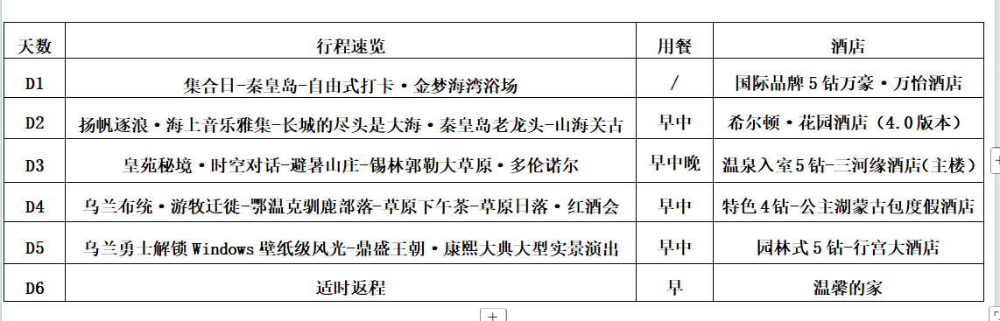 天数 行程速览 用餐 酒店
D1 集合日-秦皇岛-自由式打卡·金梦海湾浴场 / 国际品牌5钻万豪·万怡酒店
D2 扬帆逐浪·海上音乐雅集-长城的尽头是大海·秦皇岛老龙头-山海关古 早中 希尔顿·花园酒店（4.0版本）
D3 皇苑秘境·时空对话-避暑山庄-锡林郭勒大草原·多伦诺尔 早中晚 温泉入室5钻-三河缘酒店（主楼）
D4 乌兰布统·游牧迁徙-鄂温克驯鹿部落-草原下午茶-草原日落·红酒会 早中 特色4钻-公主湖蒙古包度假酒店
D5 乌兰勇士解锁Windows壁纸级风光-鼎盛王朝·康熙大典大型实景演出 早中 园林式5钻-行宫大酒店
D6 适时返程 早 温馨的家